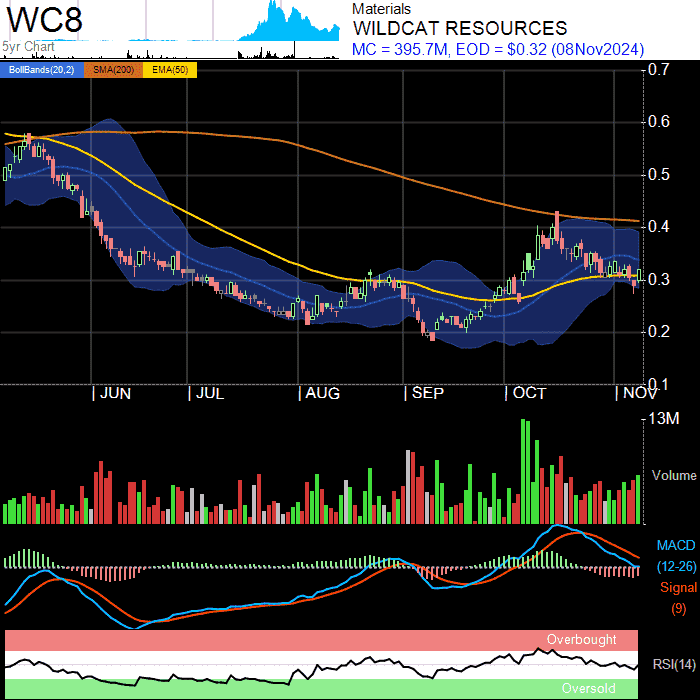 WC8
5yr Chart
Materials
WILDCAT RESOURCES
MC = 395.7M, EOD = $0.32 (08Nov2024)
BollBands(20,2) SMA(200) EMA(50)
0.7
0.6
0.5
0.4
0.3
0.2
0.1
| JUN | JUL | AUG | SEP | OCT | NOV
13M
Volume
MACD
(12-26)
Signal
(9)
Overbought
RSI(14)
Oversold